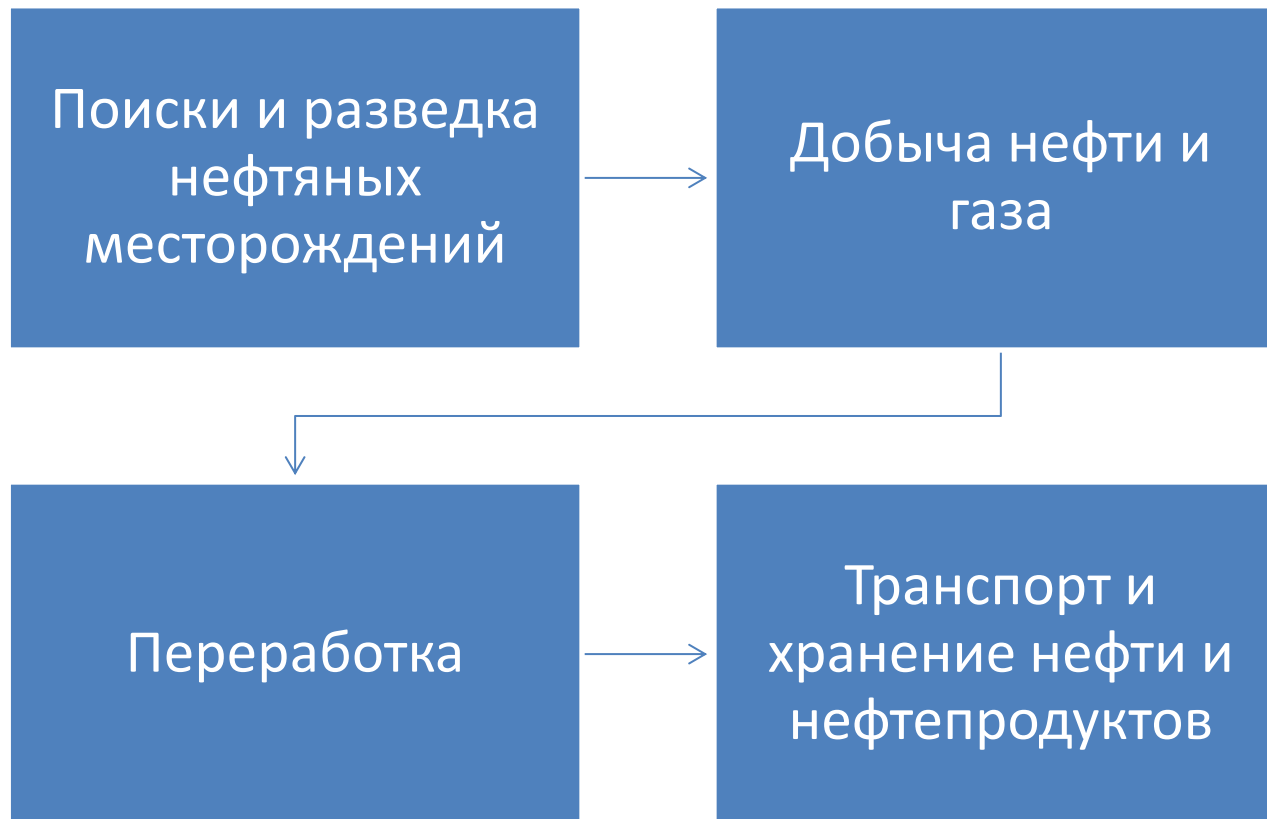 Поиски и разведка
нефтяных
месторождений
Добыча нефти и
газа
Переработка
Транспорт и
хранение нефти и
нефтепродуктов